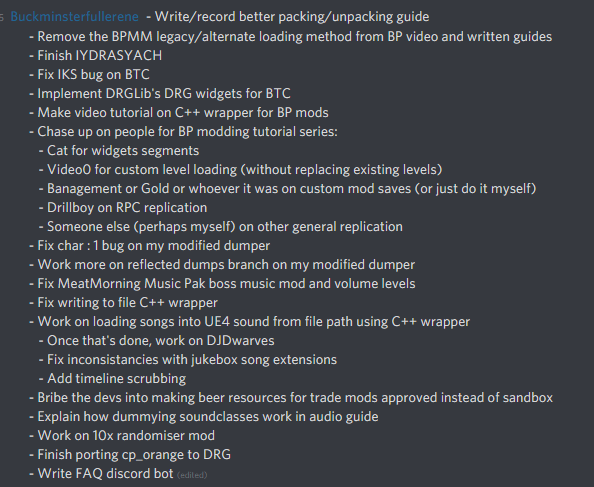 Buckminsterfullerene - Write/record better packing/unpacking guide
- Remove the BPMM legacy/alternate loading method from BP video and written guides
- Finish IYDRASYACH
- Fix IKS bug on BTC
- Implement DRGLib's DRG widgets for BTC
- Make video tutorial on C++ wrapper for BP mods
- Chase up on people for BP modding tutorial series:
- Cat for widgets segments
- Video0 for custom level loading (without replacing existing levels)
- Banagement or Gold or whoever it was on custom mod saves (or just do it myself)
- Drillboy on RPC replication
- Someone else (perhaps myself) on other general replication
- Fix char : 1 bug on my modified dumper
- Work more on reflected dumps branch on my modified dumper
- Fix MeatMorning Music Pak boss music mod and volume levels
- Fix writing to file C++ wrapper
- Work on loading songs into UE4 sound from file path using C++ wrapper
- Once that's done, work on DJDwarves
- Fix inconsistancies with jukebox song extensions
- Add timeline scrubbing
- Bribe the devs into making beer resources for trade mods approved instead of sandbox
- Explain how dummying soundclasses work in audio guide
- Work on 10x randomiser mod
- Finish porting cp_orange to DRG
- Write FAQ discord bot (edited)